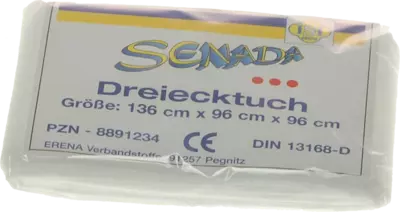 SENADA
Dreiecktuch
Größe: 136 cm x 96 cm x 96 cm
PZN - 8891234 CE DIN 13168-D
ERENA Verbandstoffe 91257 Pegnitz